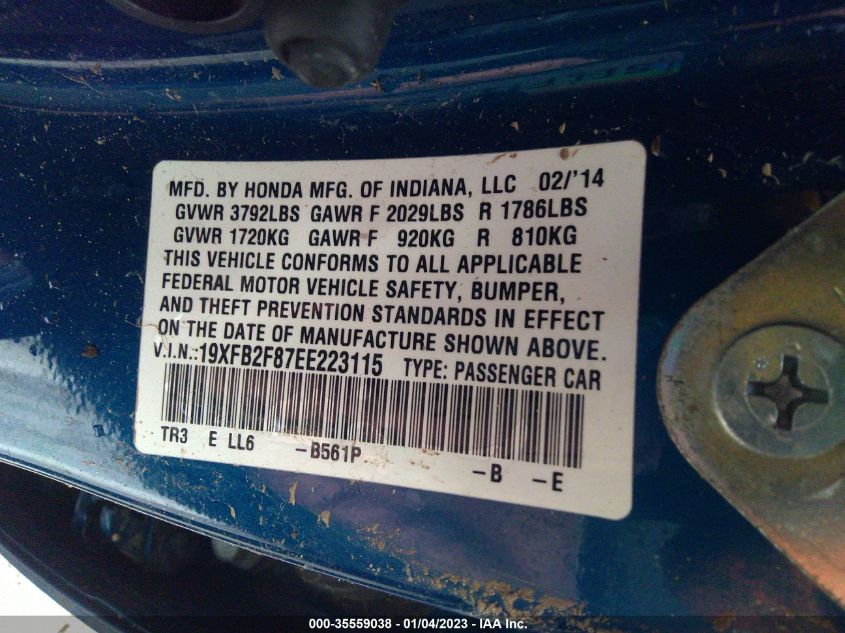 MFD. BY HONDA MFG. OF INDIANA, LLC 02/'14
GVWR 3792LBS GAWR F 2029LBS R 1786LBS
GVWR 1720KG GAWR F 920KG R 810KG
THIS VEHICLE CONFORMS TO ALL APPLICABLE
FEDERAL MOTOR VEHICLE SAFETY, BUMPER,
AND THEFT PREVENTION STANDARDS IN EFFECT
ON THE DATE OF MANUFACTURE SHOWN ABOVE.
V.I.N.:19XFB2F87EE223115 TYPE: PASSENGER CAR
TR3 E LL6 -B561P -B -E
000-35559038 - 01/04/2023 - IAAI.COM